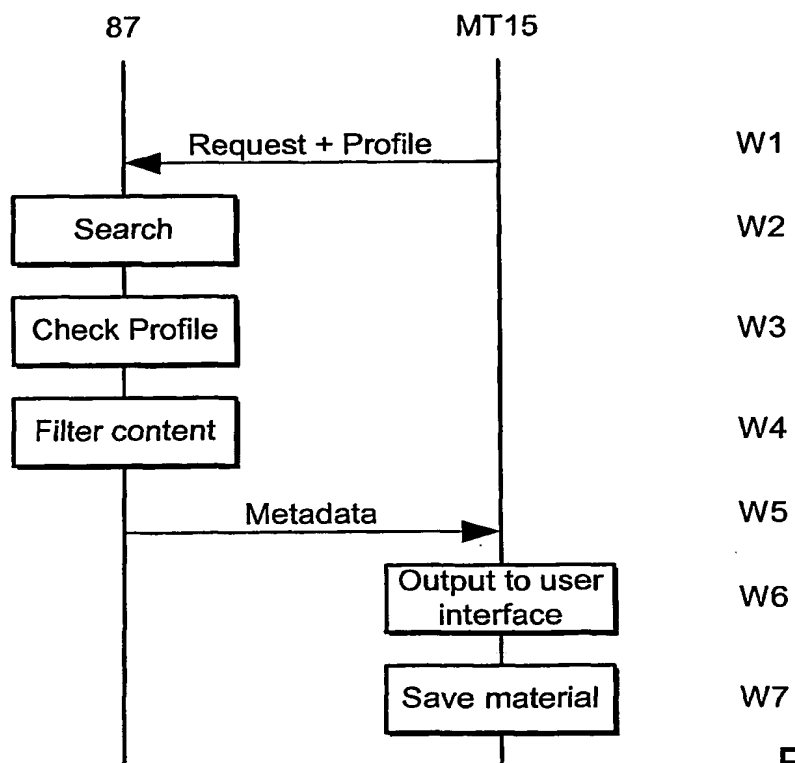 87 MT15
Request + Profile W1
Search W2
Check Profile W3
Filter content W4
Metadata W5
Output to user
interface W6
Save material W7